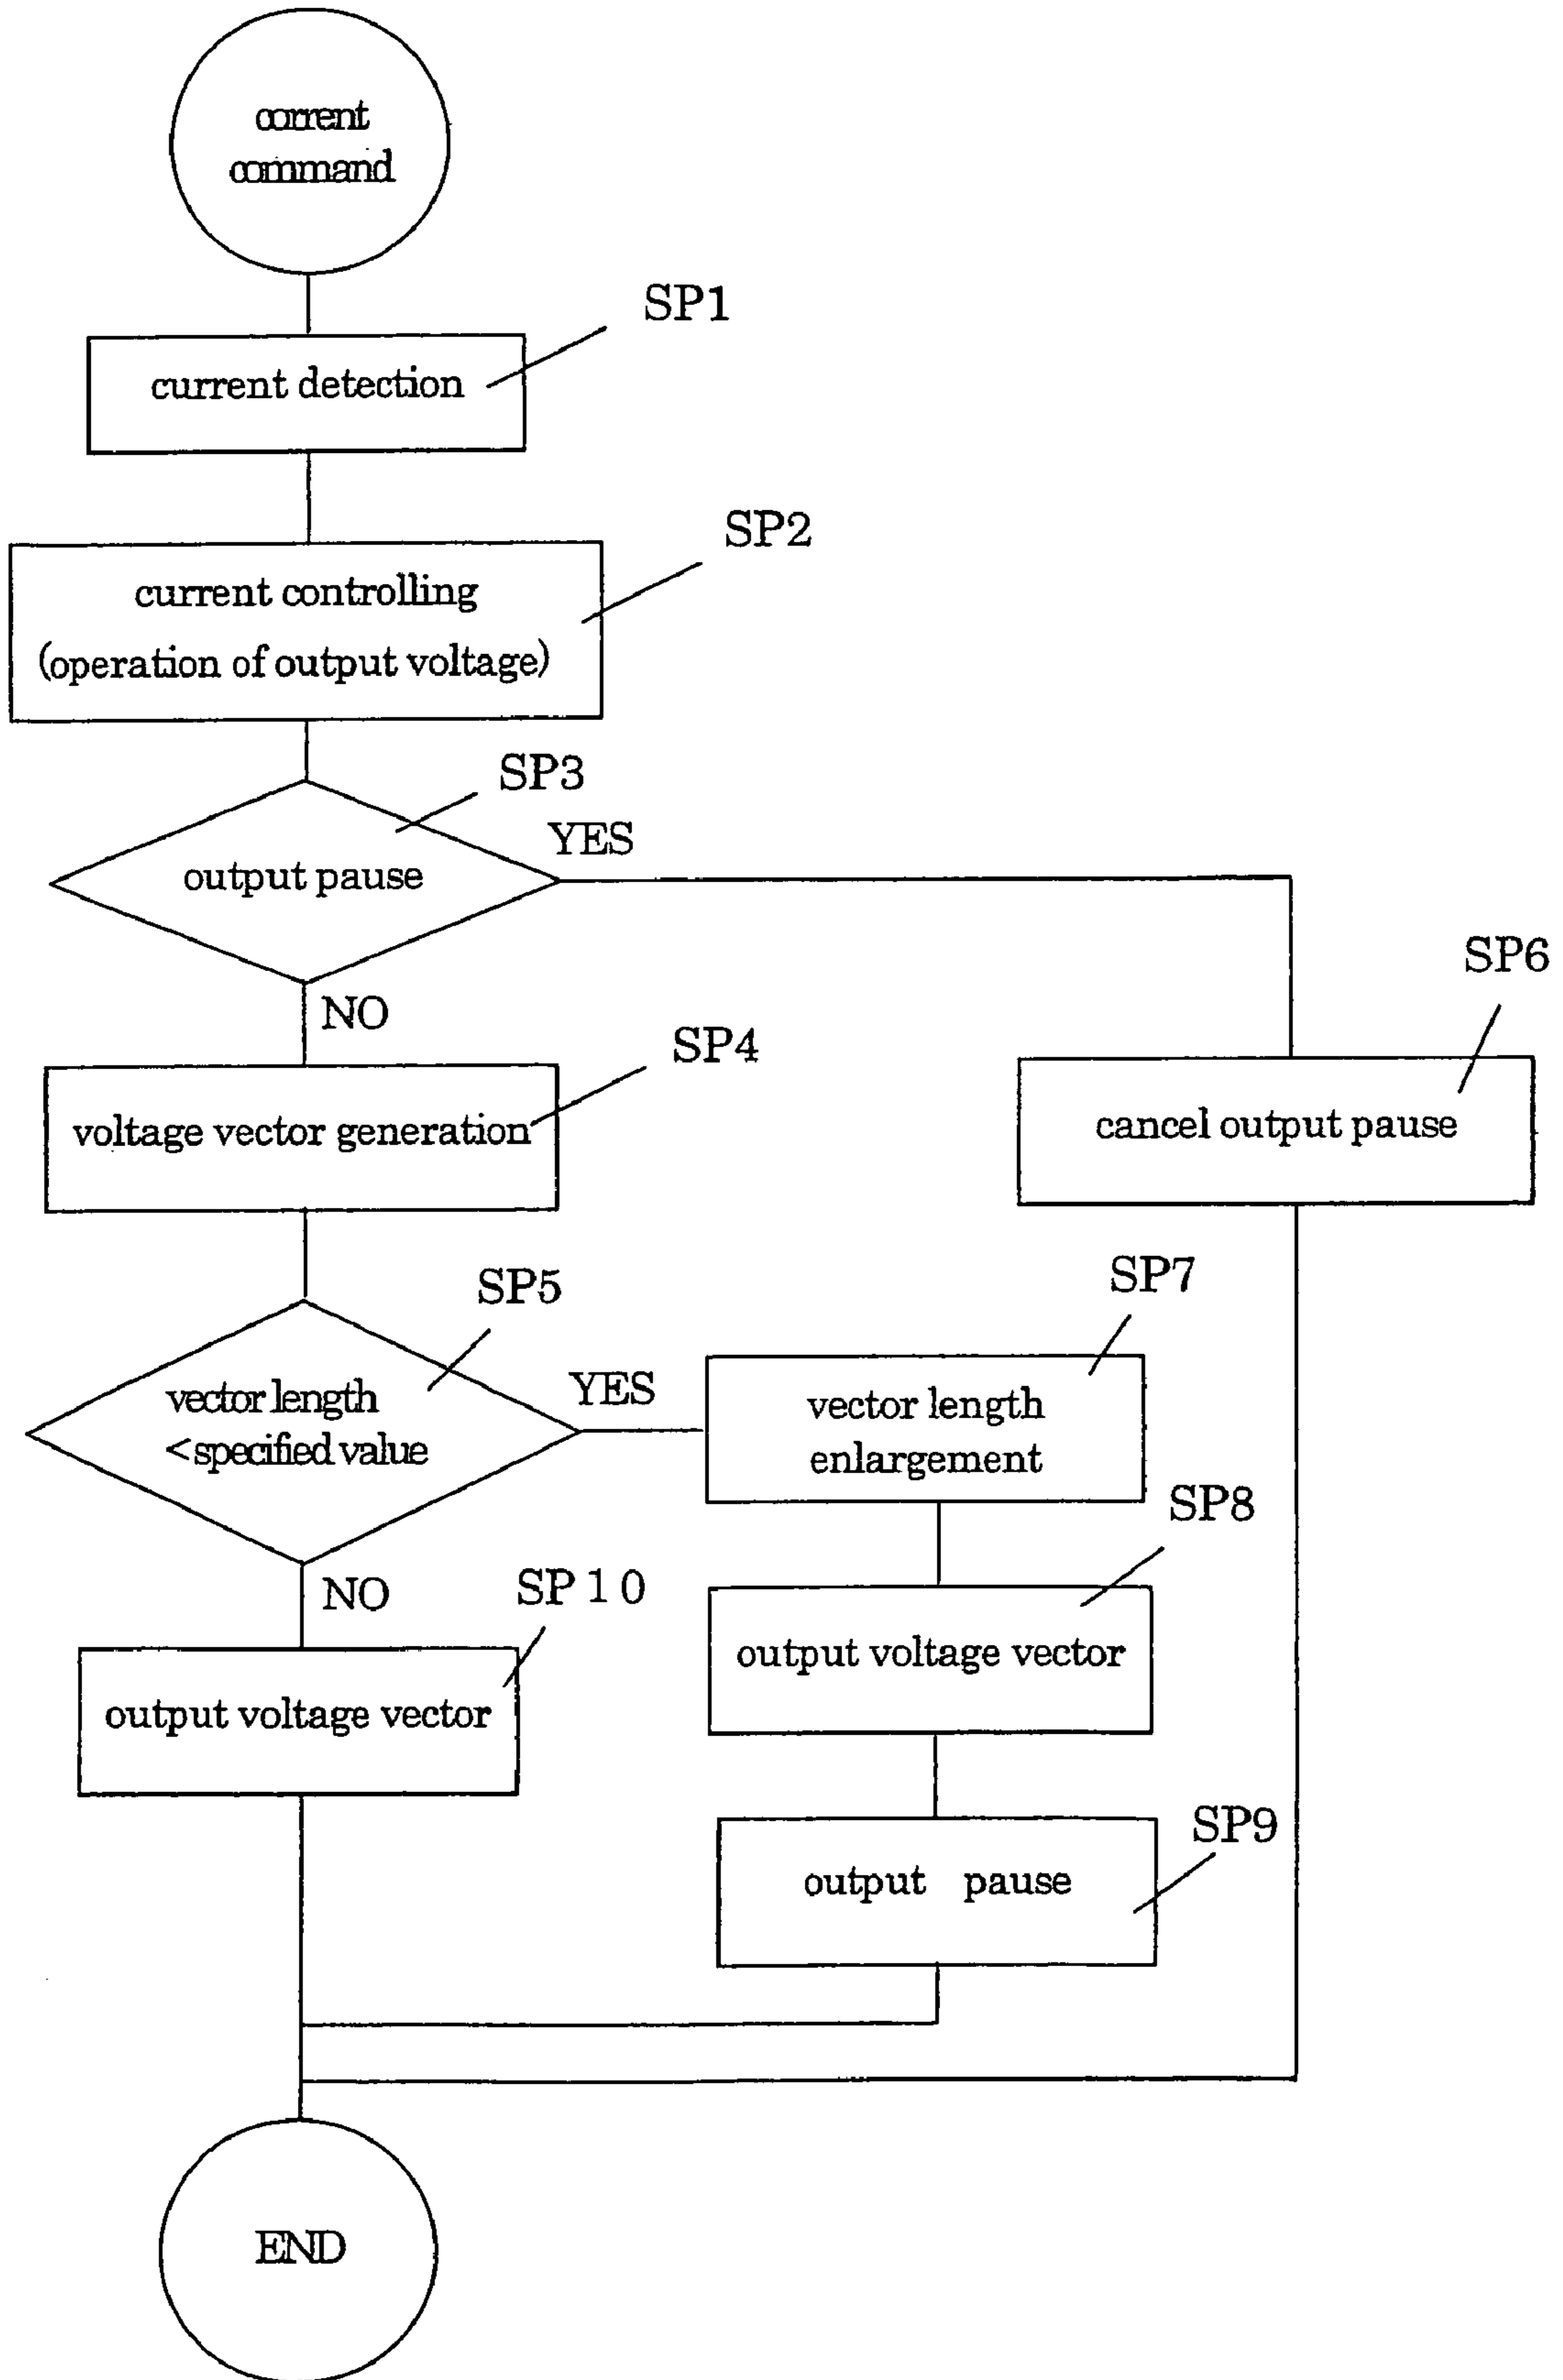 current
command
SP1
current detection
SP2
current controlling
(operation of output voltage)
SP3
YES
output pause
NO
SP6
SP4
voltage vector generation
cancel output pause
SP5
SP7
YES
vector length
<specified value
vector length
enlargement
SP8
NO
SP10
output voltage vector
output voltage vector
SP9
output pause
END